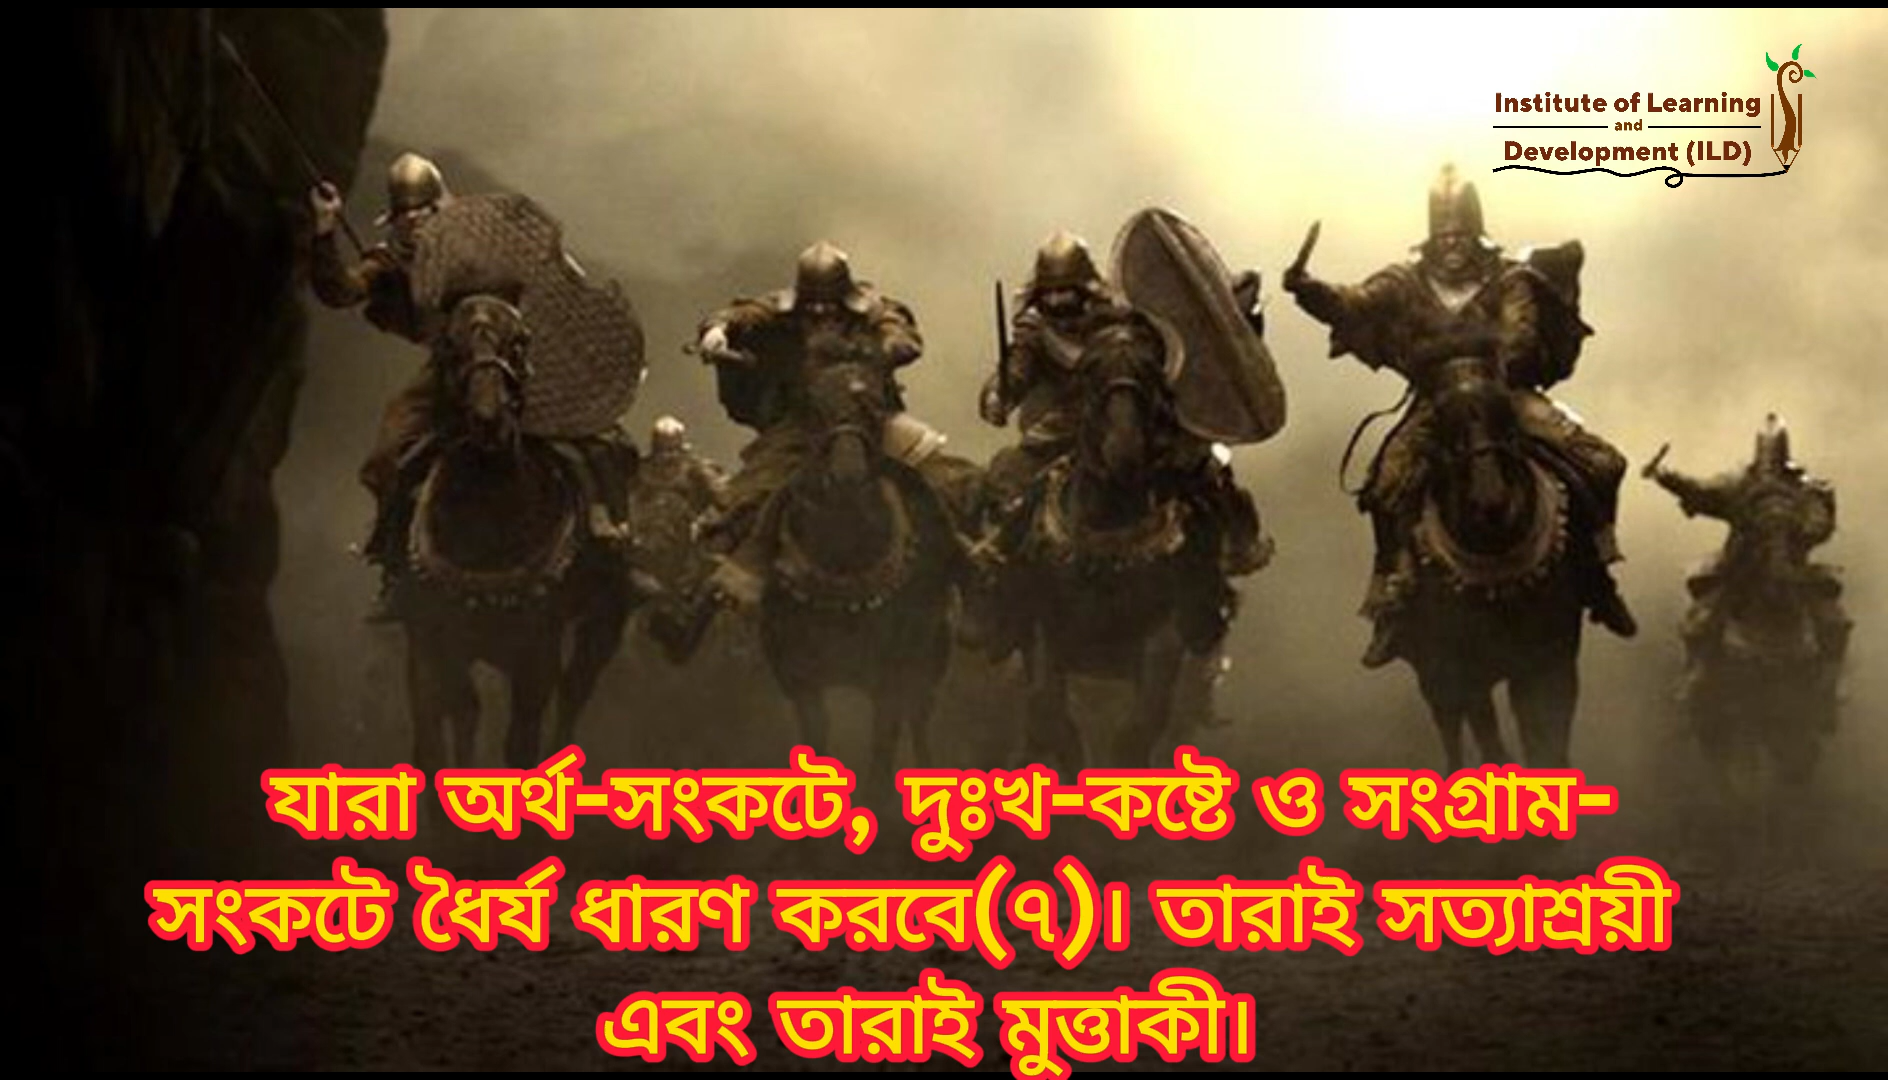 Institute of Learning
and
Development (ILD)
যারা অর্থ-সংকটে, দুঃখ-কষ্টে ও সংগ্রাম-
সংকটে ধৈর্য ধারণ করবে(৭)। তারাই সত্যাশ্রয়ী
এবং তারাই মুত্তাকী।